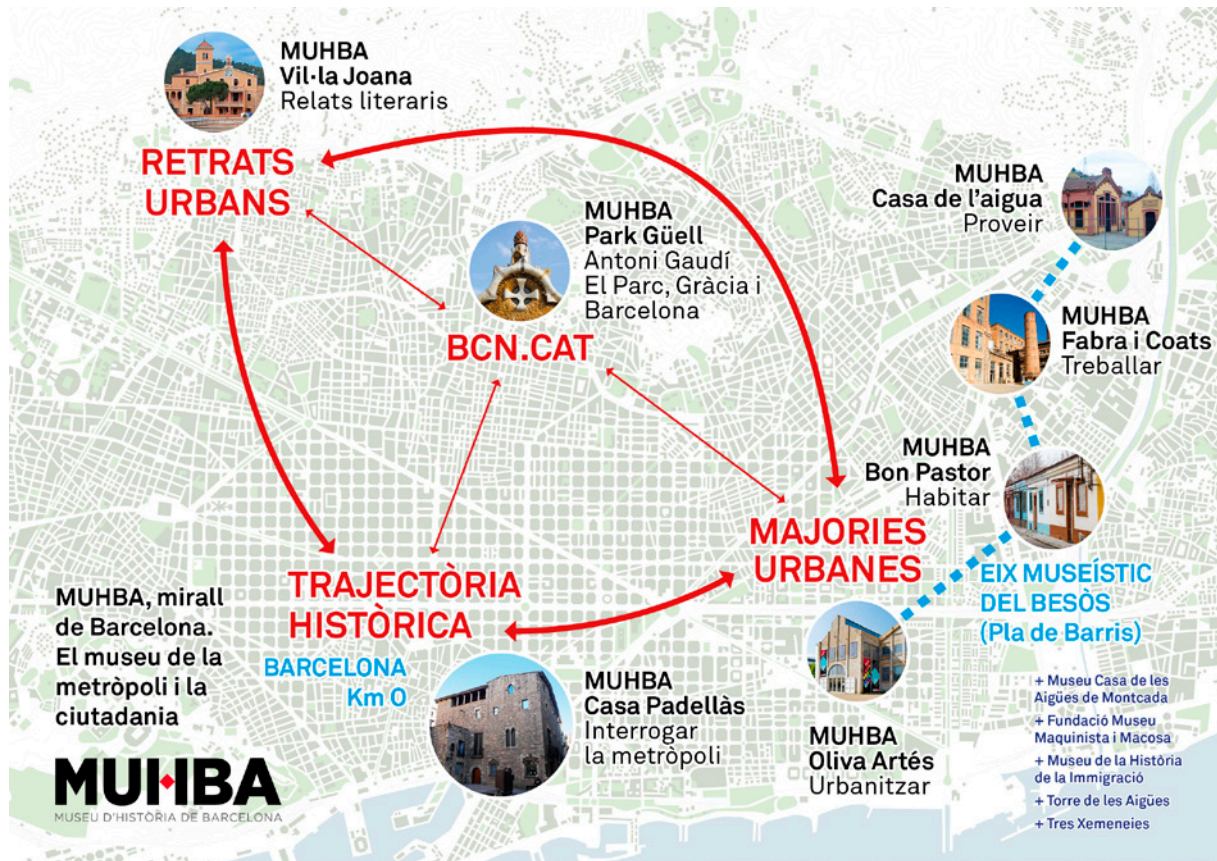 MUHBA
Vil·la Joana
Relats literaris
RETRATS
URBANS
MUHBA
Park Güell
Antoni Gaudí
El Parc, Gràcia i
Barcelona
BCN.CAT
MUHBA
Casa de l'aigua
Proveir
MUHBA
Fabra i Coats
Treballar
MUHBA
Bon Pastor
Habitar
MAJORIES
URBANES
EIX MUSEÍSTIC
DEL BESÒS
(Pla de Barris)
TRAJECTÒRIA
HISTÒRICA
BARCELONA
Km 0
MUHBA, mirall
de Barcelona.
El museu de la
metròpoli i la
ciutadania
MUHBA
Casa Padellàs
Interrogar
la metròpoli
MUHBA
Oliva Artés
Urbanitzar
+ Museu Casa de les
Aigües de Montcada
+ Fundació Museu
Maquinista i Macosa
+ Museu de la Història
de la Immigració
+ Torre de les Aigües
+ Tres Xemeneies
MUHBA
MUSEU D'HISTÒRIA DE BARCELONA